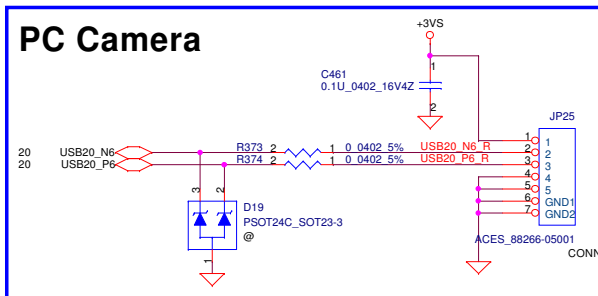 PC Camera
+3VS
1
C461
0.1U_0402_16V4Z
2
JP25
20 USB20_N6 R373 2 1 0_0402_5% USB20_N6_R
20 USB20_P6 R374 2 1 0_0402_5% USB20_P6_R
1 1
2 2
3 3
4 4
5 5
6 GND1
7 GND2
3 2
D19
PSOT24C_SOT23-3
@
1
ACES_88266-05001
CONN